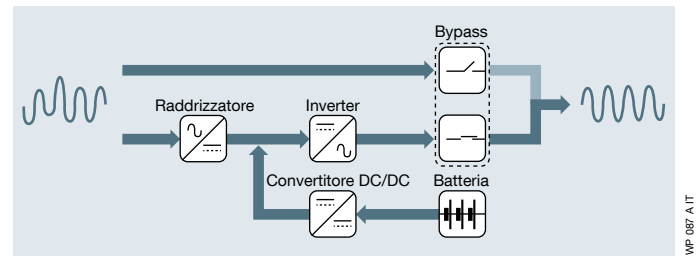 Bypass
Raddrizzatore
Inverter
Convertitore DC/DC
Batteria
WP 087 A IT